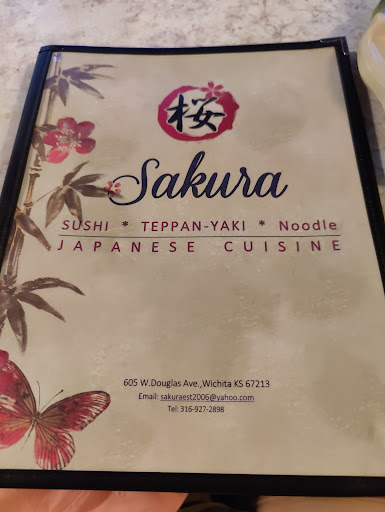 桜
Sakura
SUSHI * TEPPAN-YAKI * Noodle
JAPANESE CUISINE
605 W.Douglas Ave.,Wichita KS 67213
Email: sakuraest2006@yahoo.com
Tel: 316-927-2898